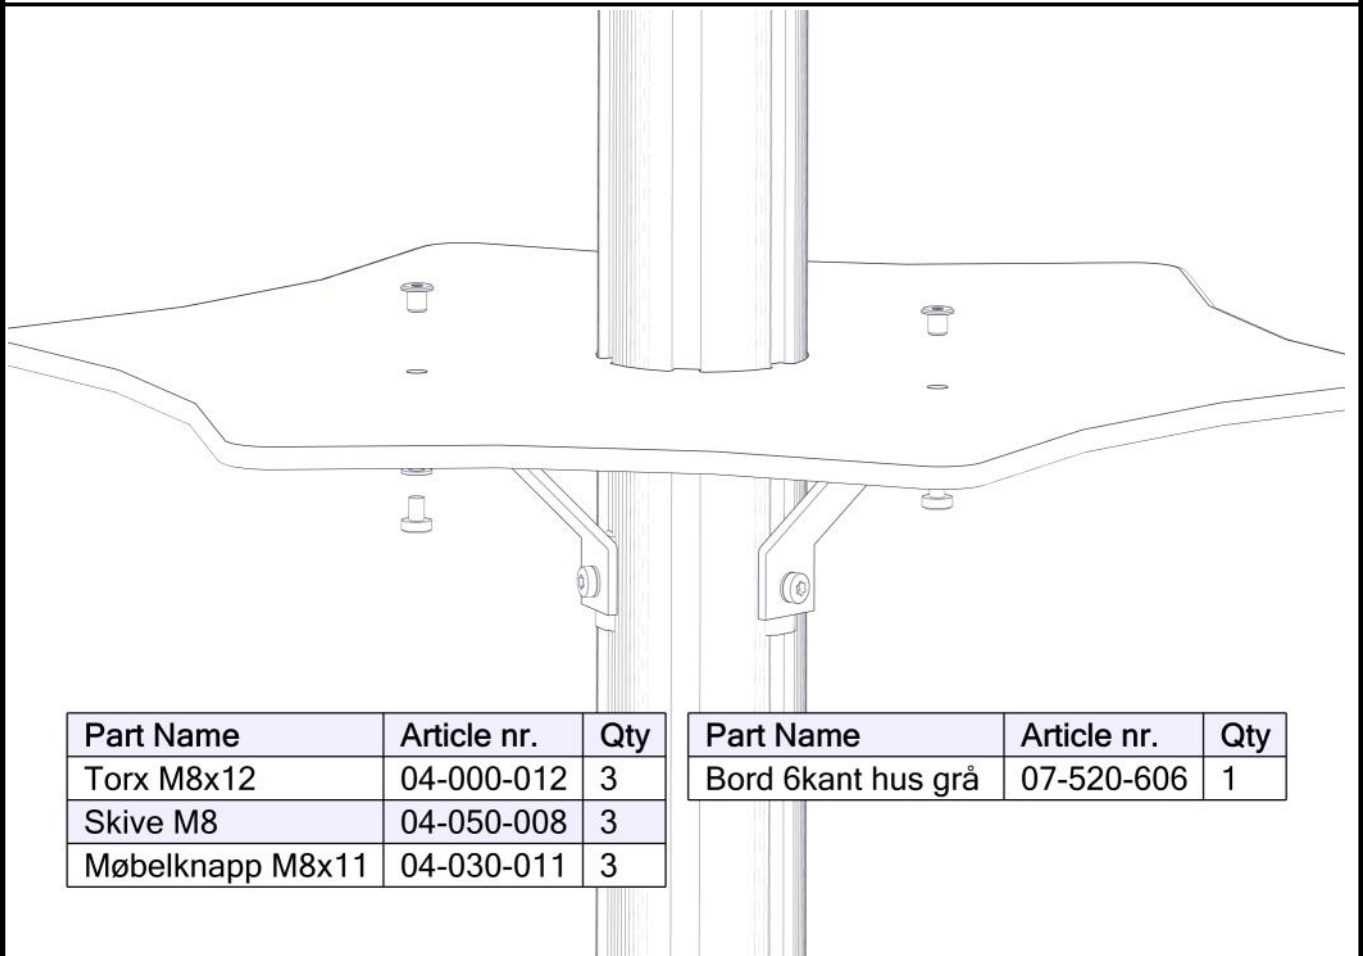 Part Name Article nr. Qty
Torx M8x12 04-000-012 3
Skive M8 04-050-008 3
Møbelknapp M8x11 04-030-011 3
Part Name Article nr. Qty
Bord 6kant hus grå 07-520-606 1